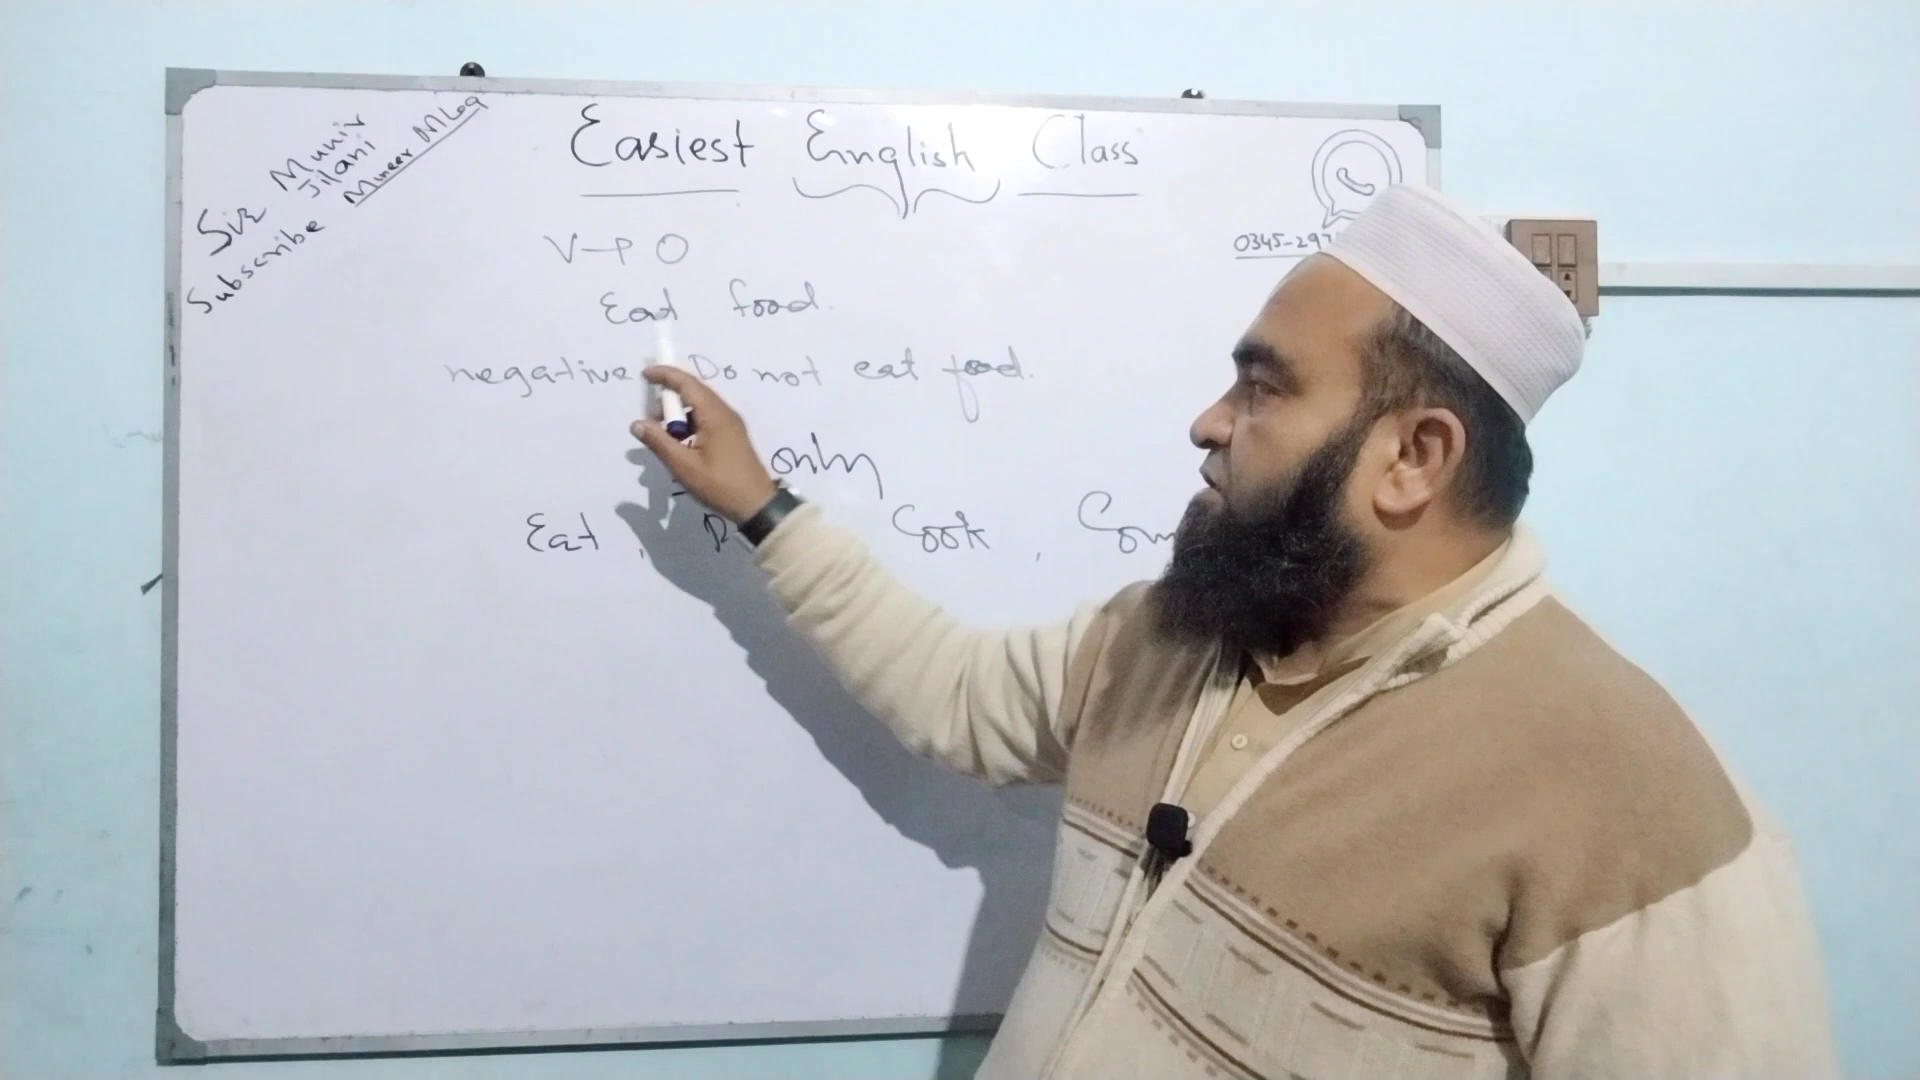 Sir Munir
Jilani
Subscribe Muneer MLog
Easiest English Class
0345-297
V-P O
Eat food.
negative Do not eat food.
only
Eat , Cook , Com